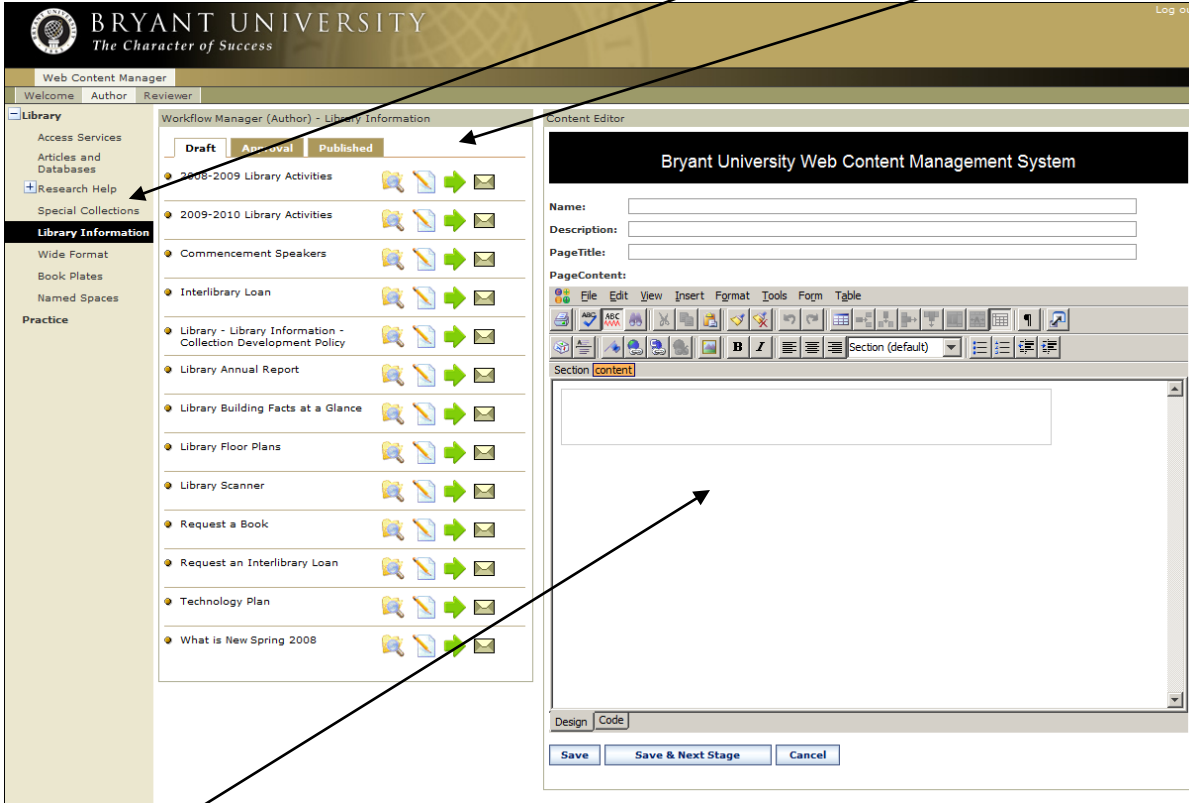 BRYANT UNIVERSITY
The Character of Success
Web Content Manager
Welcome Author Reviewer
Library
Access Services
Articles and
Databases
Research Help
Special Collections
Library Information
Wide Format
Book Plates
Named Spaces
Practice
Workflow Manager (Author) - Library Information
Draft Approval Published
2008-2009 Library Activities
2009-2010 Library Activities
Commencement Speakers
Interlibrary Loan
Library - Library Information -
Collection Development Policy
Library Annual Report
Library Building Facts at a Glance
Library Floor Plans
Library Scanner
Request a Book
Request an Interlibrary Loan
Technology Plan
What is New Spring 2008
Content Editor
Bryant University Web Content Management System
Name:
Description:
PageTitle:
PageContent:
File Edit View Insert Format Tools Form Table
ABC ABC
B I Section (default)
Section content
Design Code
Save Save & Next Stage Cancel